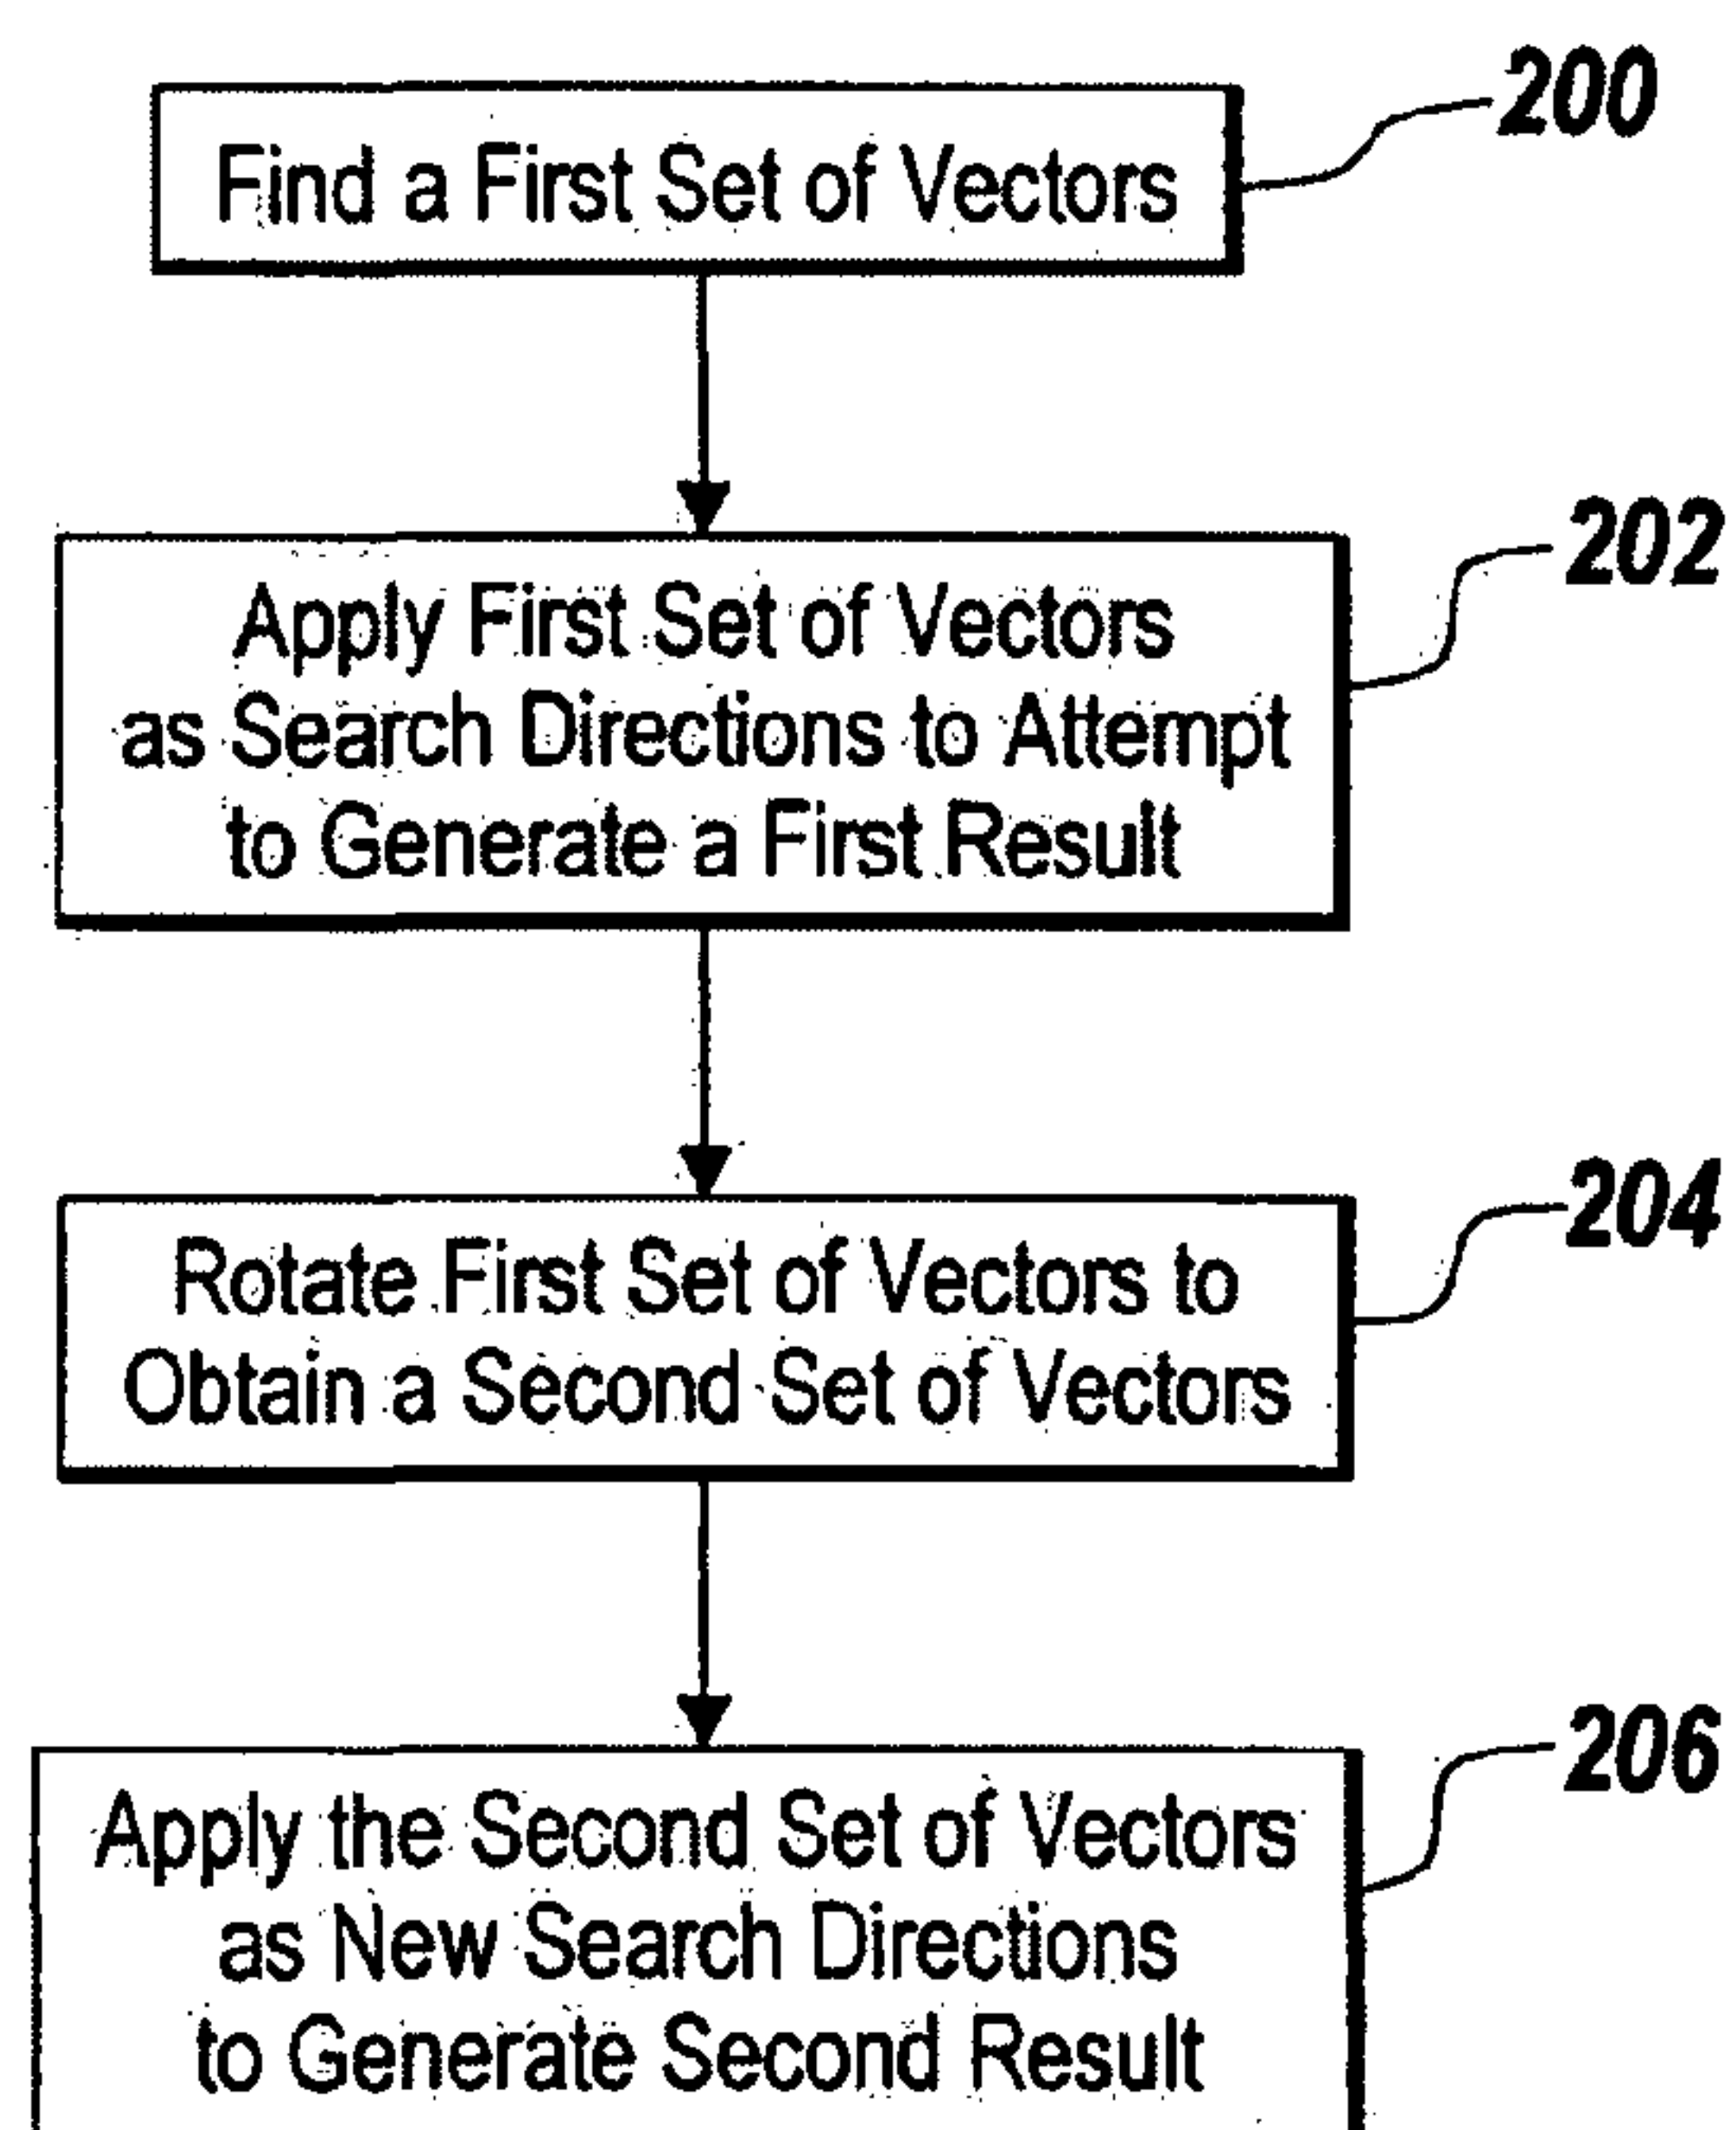 200
Find a First Set of Vectors
202
Apply First Set of Vectors
as Search Directions to Attempt
to Generate a First Result
204
Rotate First Set of Vectors to
Obtain a Second Set of Vectors
206
Apply the Second Set of Vectors
as New Search Directions
to Generate Second Result